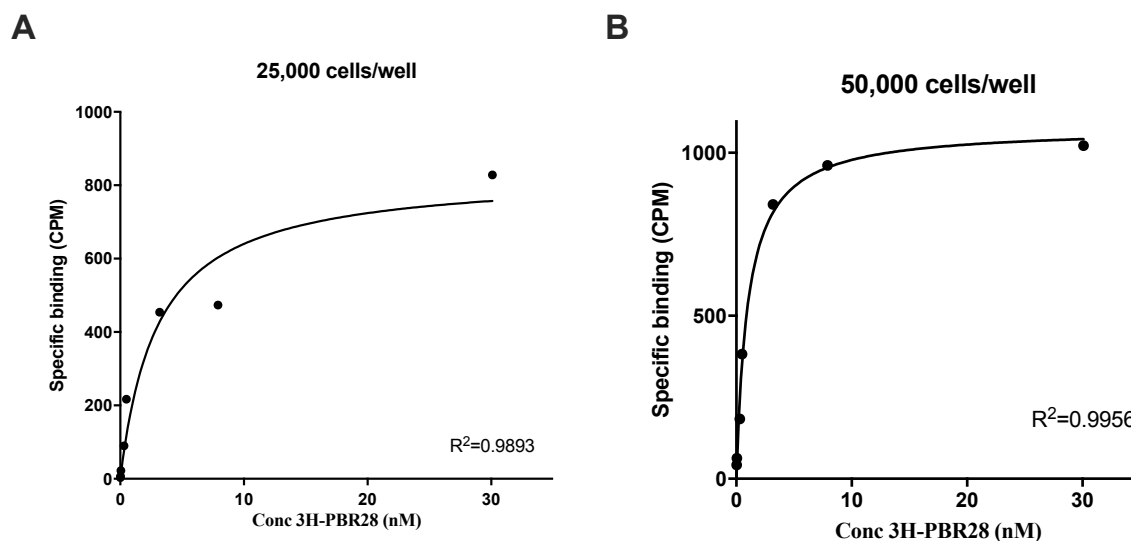 A
25,000 cells/well
1000
800
600
400
200
0
Specific binding (CPM)
R²=0.9893
0 10 20 30
Conc 3H-PBR28 (nM)
B
50,000 cells/well
1000
500
0
Specific binding (CPM)
R²=0.9956
0 10 20 30
Conc 3H-PBR28 (nM)